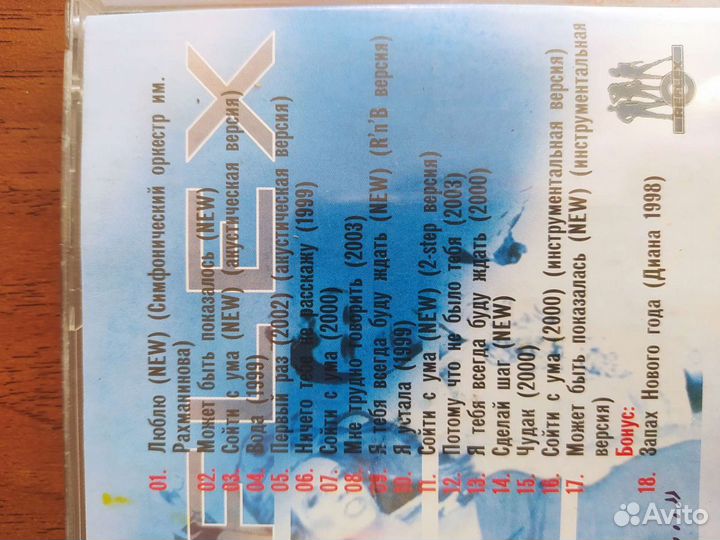 01. Люблю (NEW) (Симфонический оркестр им.
Рахманинова)
02. Может быть показалось (NEW)
03. Сойти с ума (NEW) (акустическая версия)
04. Вова (1999)
05. Первый раз (2002) (акустическая версия)
06. Ничего тебе не расскажу (1999)
07. Сойти с ума (2000)
08. Мне трудно говорить (2003)
09. Я тебя всегда буду ждать (NEW) (R'n'B версия)
10. Я устала (1999)
11. Сойти с ума (NEW) (2-step версия)
12. Потому что не было тебя (2003)
13. Я тебя всегда буду ждать (2000)
14. Сделай шаг (NEW)
15. Чудак (2000)
16. Сойти с ума (2000) (инструментальная версия)
17. Может быть показалась (NEW) (инструментальная
версия)
Бонус:
18. Запах Нового года (Диана 1998)
FLEX
Avito